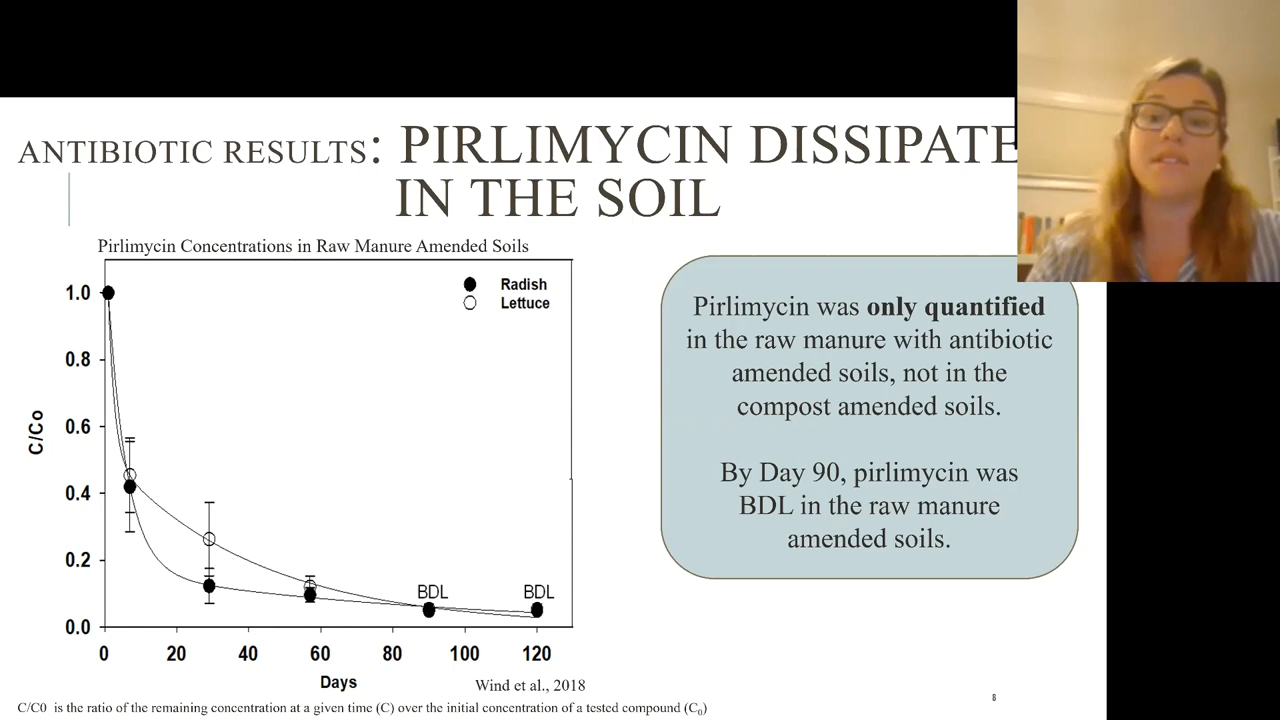 ANTIBIOTIC RESULTS: PIRLIMYCIN DISSIPATE
IN THE SOIL
Pirlimycin Concentrations in Raw Manure Amended Soils
Radish
Lettuce
1.0
0.8
0.6
0.4
0.2
0.0
C/Co
BDL
BDL
0 20 40 60 80 100 120
Days
Wind et al., 2018
C/C0 is the ratio of the remaining concentration at a given time (C) over the initial concentration of a tested compound (C₀)
Pirlimycin was only quantified
in the raw manure with antibiotic
amended soils, not in the
compost amended soils.
By Day 90, pirlimycin was
BDL in the raw manure
amended soils.